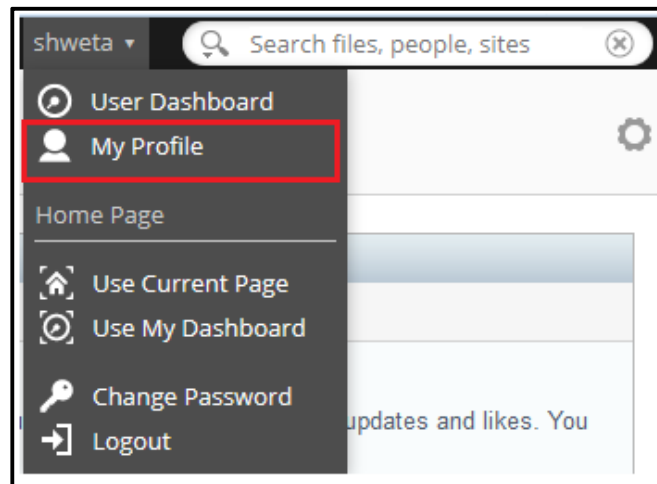 shweta
Search files, people, sites
User Dashboard
My Profile
Home Page
Use Current Page
Use My Dashboard
Change Password
updates and likes. You
Logout